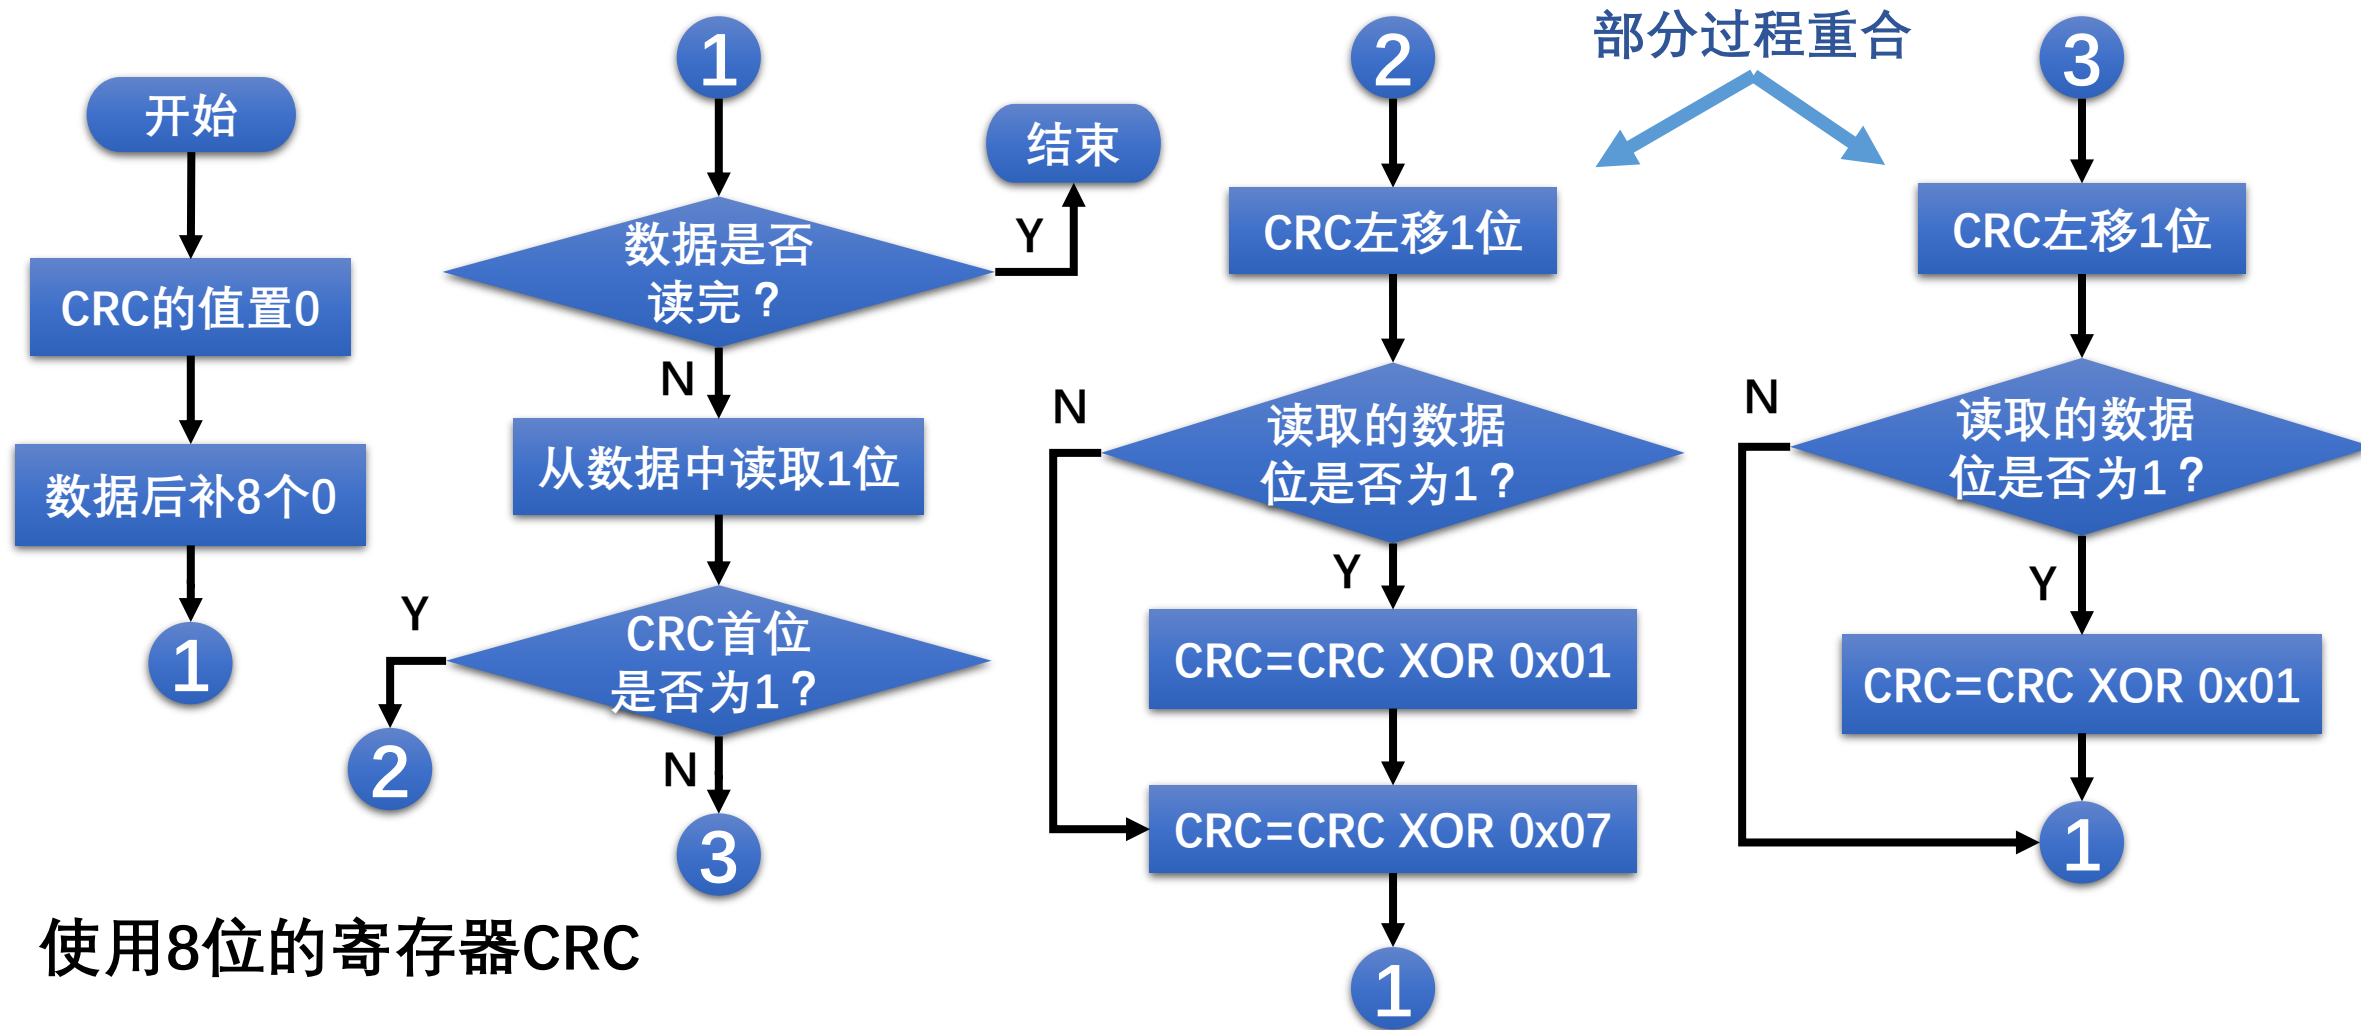 开始
CRC的值置0
数据后补8个0
1
1
数据是否
读完？
Y
结束
N
从数据中读取1位
CRC首位
是否为1？
Y
2
N
3
2
CRC左移1位
读取的数据
位是否为1？
N
Y
CRC=CRC XOR 0x01
CRC=CRC XOR 0x07
1
部分过程重合
3
CRC左移1位
读取的数据
位是否为1？
N
Y
CRC=CRC XOR 0x01
1
使用8位的寄存器CRC